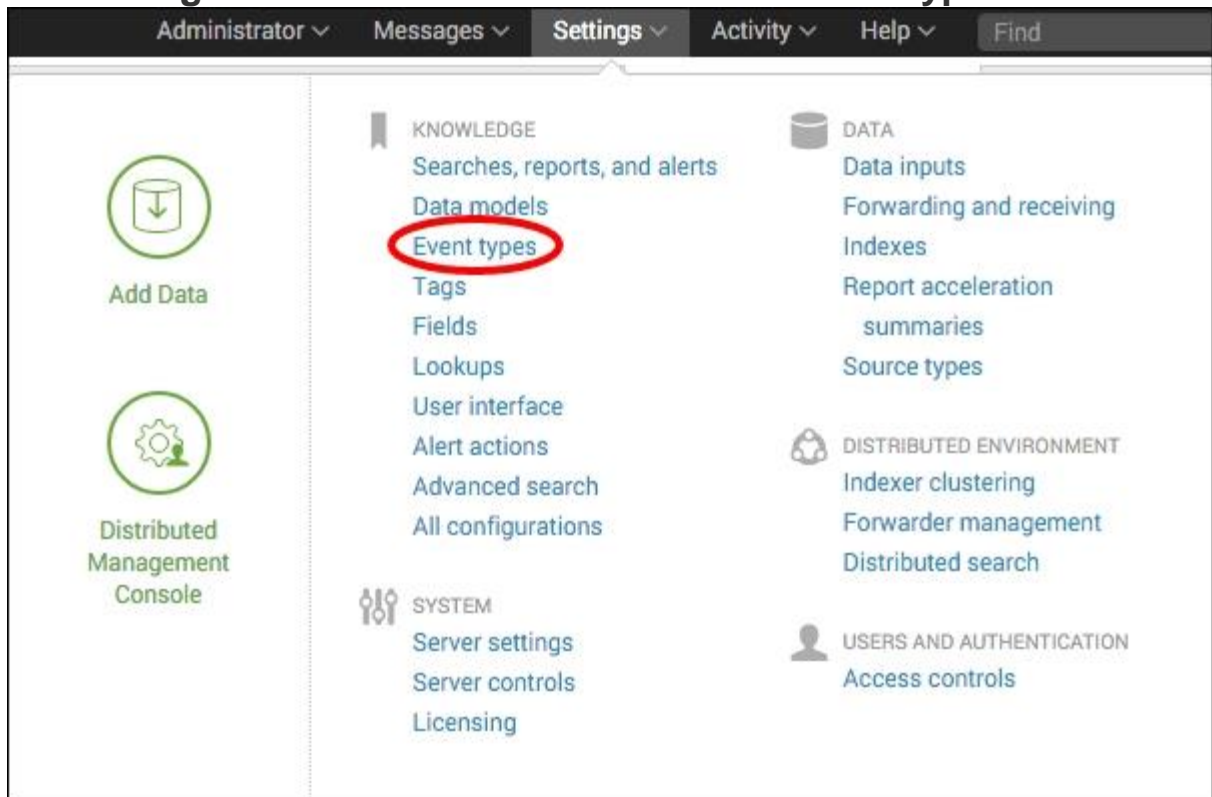 Administrator Messages Settings Activity Help Find
Add Data
Distributed
Management
Console
KNOWLEDGE
Searches, reports, and alerts
Data models
Event types
Tags
Fields
Lookups
User interface
Alert actions
Advanced search
All configurations
SYSTEM
Server settings
Server controls
Licensing
DATA
Data inputs
Forwarding and receiving
Indexes
Report acceleration
summaries
Source types
DISTRIBUTED ENVIRONMENT
Indexer clustering
Forwarder management
Distributed search
USERS AND AUTHENTICATION
Access controls